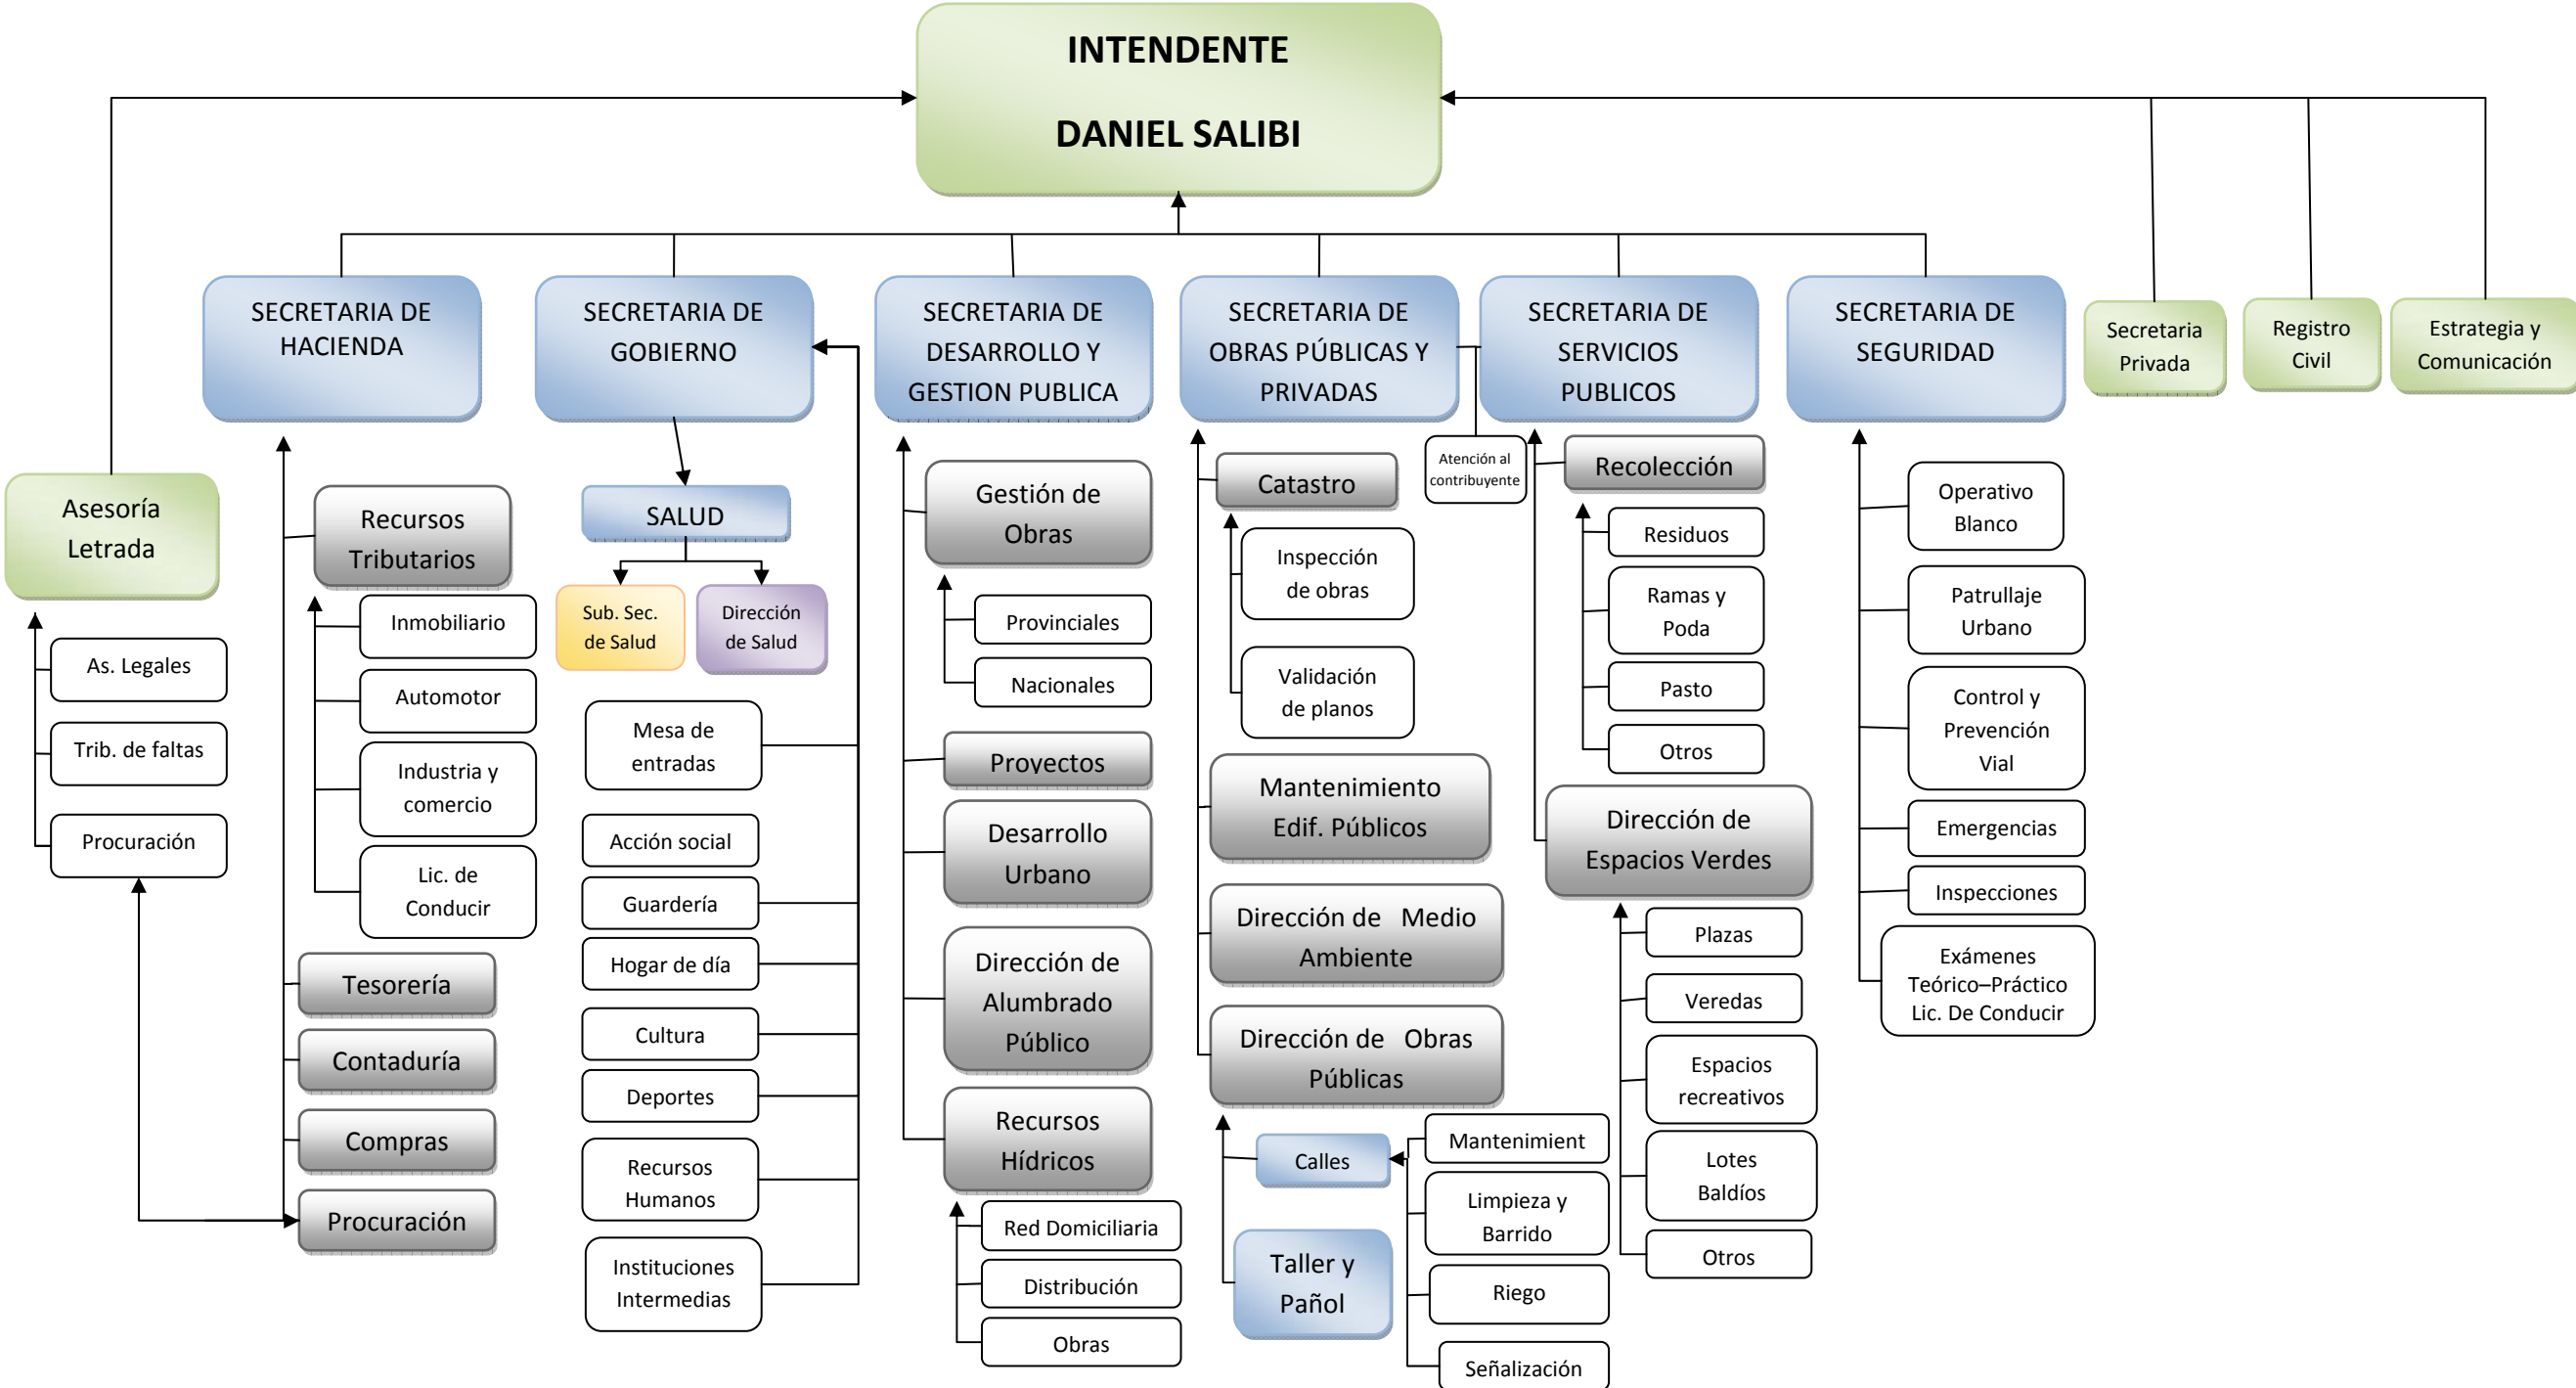 INTENDENTE
DANIEL SALIBI
SECRETARIA DE
HACIENDA
SECRETARIA DE
GOBIERNO
SECRETARIA DE
DESARROLLO Y
GESTION PUBLICA
SECRETARIA DE
OBRAS PÚBLICAS Y
PRIVADAS
SECRETARIA DE
SERVICIOS
PUBLICOS
SECRETARIA DE
SEGURIDAD
Secretaria
Privada
Registro
Civil
Estrategia y
Comunicación
Asesoría
Letrada
As. Legales
Trib. de faltas
Procuración
Recursos
Tributarios
Inmobiliario
Automotor
Industria y
comercio
Lic. de
Conducir
Tesorería
Contaduría
Compras
Procuración
SALUD
Sub. Sec.
de Salud
Dirección
de Salud
Mesa de
entradas
Acción social
Guardería
Hogar de día
Cultura
Deportes
Recursos
Humanos
Instituciones
Intermedias
Gestión de
Obras
Provinciales
Nacionales
Proyectos
Desarrollo
Urbano
Dirección de
Alumbrado
Público
Recursos
Hídricos
Red Domiciliaria
Distribución
Obras
Catastro
Inspección
de obras
Validación
de planos
Mantenimiento
Edif. Públicos
Dirección de Medio
Ambiente
Dirección de Obras
Públicas
Calles
Taller y
Pañol
Mantenimient
Limpieza y
Barrido
Riego
Señalización
Atención al
contribuyente
Recolección
Residuos
Ramas y
Poda
Pasto
Otros
Dirección de
Espacios Verdes
Plazas
Veredas
Espacios
recreativos
Lotes
Baldíos
Otros
Operativo
Blanco
Patrullaje
Urbano
Control y
Prevención
Vial
Emergencias
Inspecciones
Exámenes
Teórico–Práctico
Lic. De Conducir